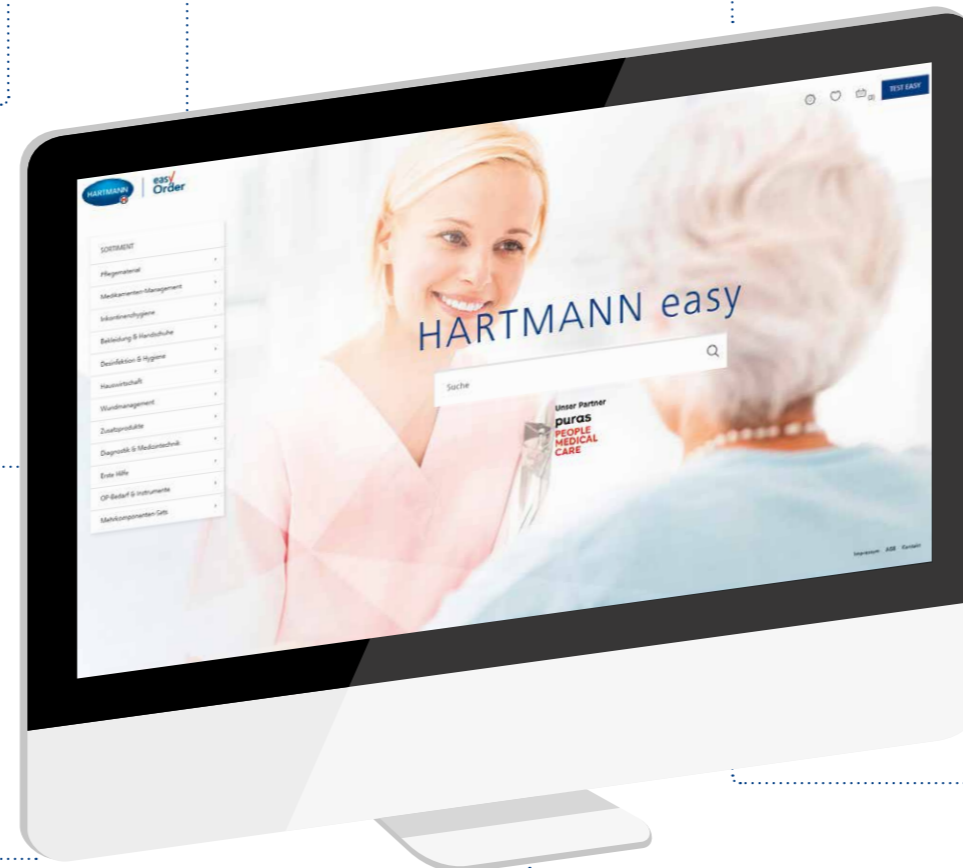 HARTMANN
easy
Order
TEST EASY
SORTIMENT
Pflegematerial
Medikamenten-Management
Inkontinenzhygiene
Bekleidung & Handschuhe
Desinfektion & Hygiene
Hauswirtschaft
Wundmanagement
Zusatzprodukte
Diagnostik & Medizintechnik
Erste Hilfe
OP-Bedarf & Instrumente
Mehrkomponenten-Sets
HARTMANN easy
Suche
Unser Partner
puras
PEOPLE
MEDICAL
CARE
Impressum AGB Kontakt